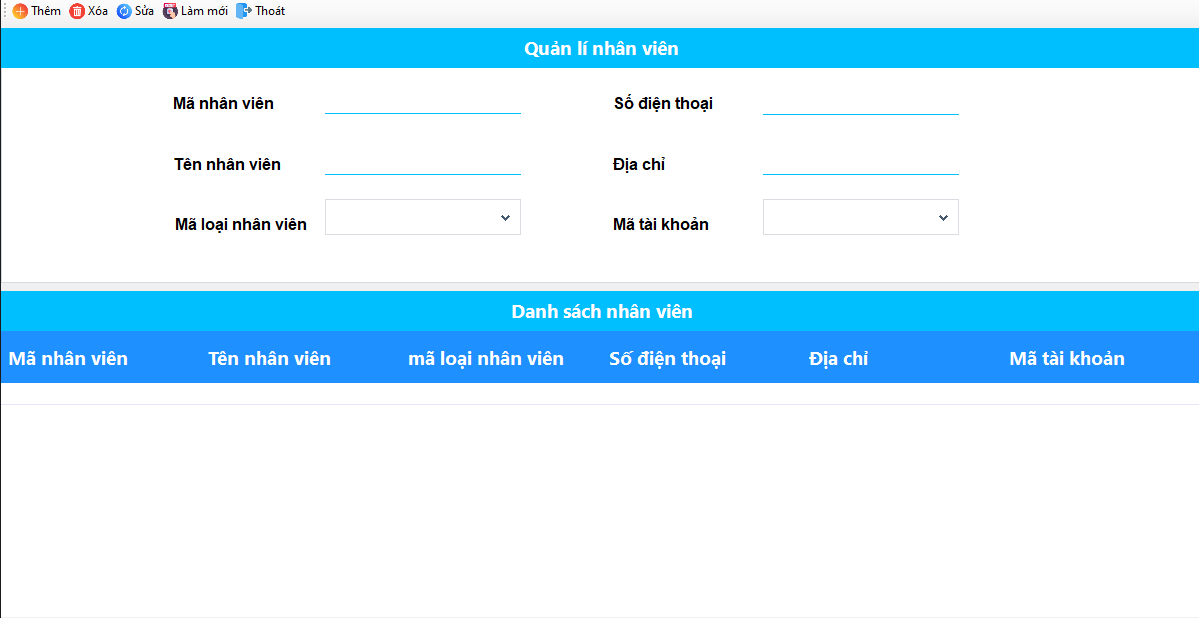 Thêm Xóa Sửa Làm mới Thoát
Quản lí nhân viên
Mã nhân viên Số điện thoại
Tên nhân viên Địa chỉ
Mã loại nhân viên Mã tài khoản
Danh sách nhân viên
Mã nhân viên Tên nhân viên mã loại nhân viên Số điện thoại Địa chỉ Mã tài khoản